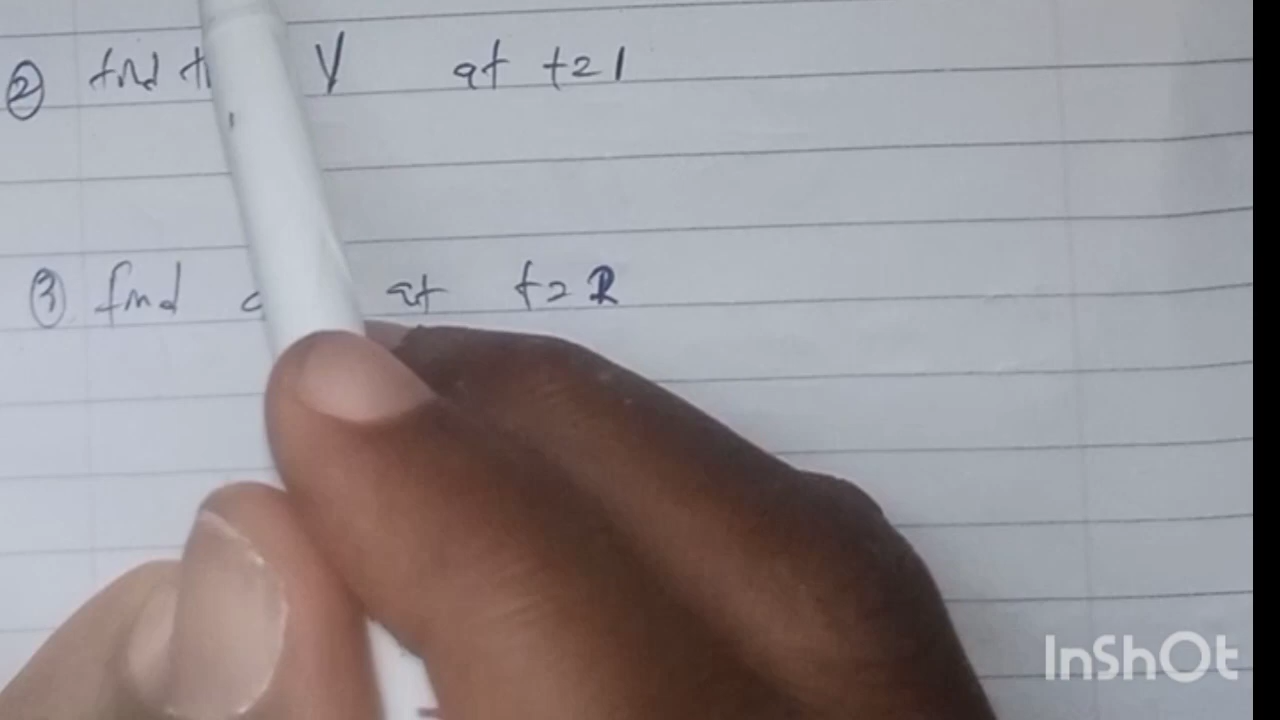 ② find V at t=1
③ find at t=2
InShOt